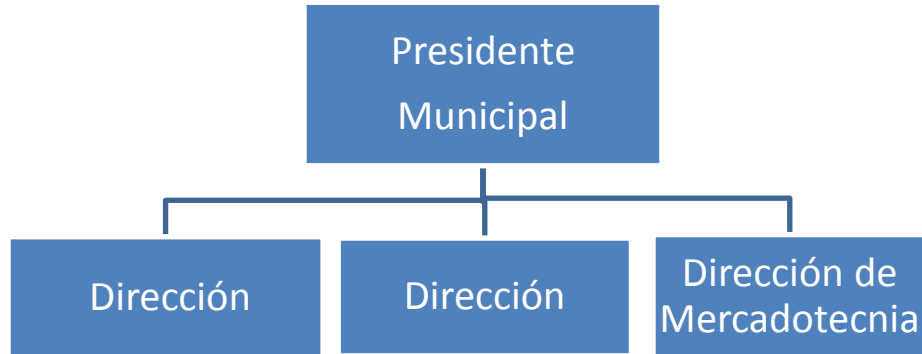 Presidente
Municipal
Dirección
Dirección
Dirección de
Mercadotecnia